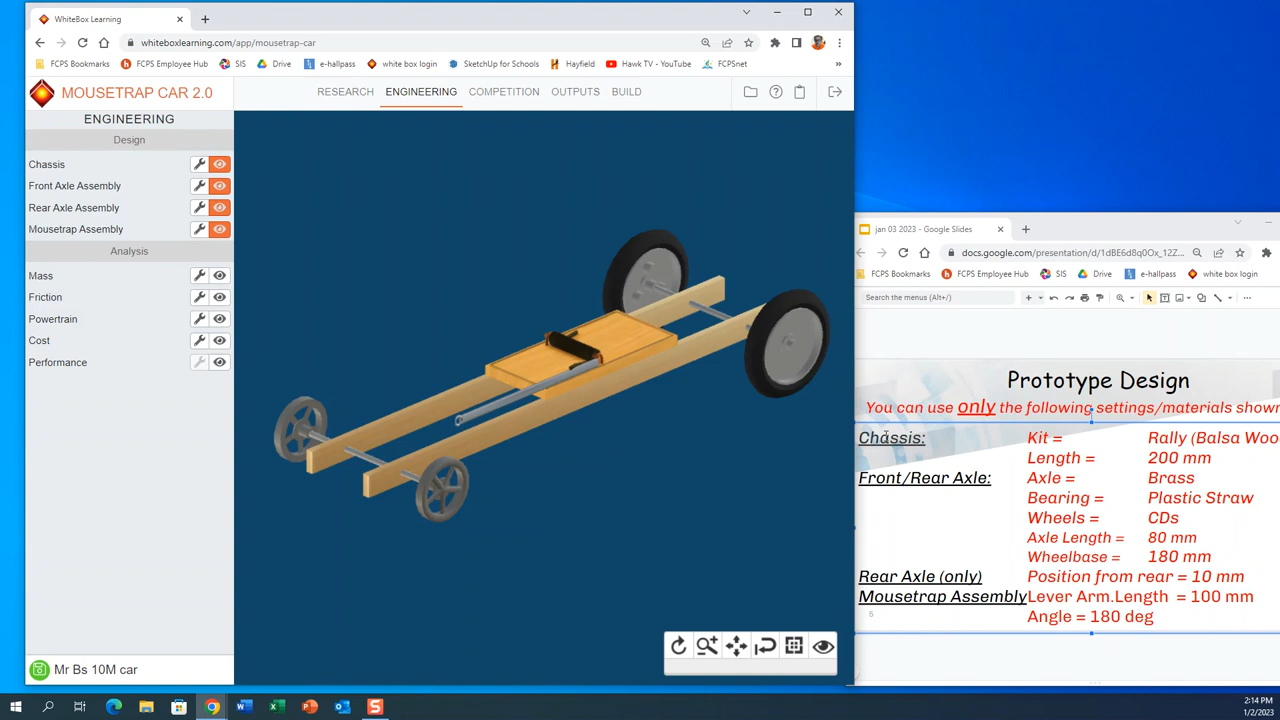 WhiteBox Learning
whiteboxlearning.com/app/mousetrap-car
FCPS Bookmarks
FCPS Employee Hub
SIS
Drive
e-hallpass
white box login
SketchUp for Schools
Hayfield
Hawk TV - YouTube
FCPSnet
MOUSETRAP CAR 2.0
RESEARCH
ENGINEERING
COMPETITION
OUTPUTS
BUILD
ENGINEERING
Design
Chassis
Front Axle Assembly
Rear Axle Assembly
Mousetrap Assembly
Analysis
Mass
Friction
Powertrain
Cost
Performance
Mr Bs 10M car
jan 03 2023 - Google Slides
docs.google.com/presentation/d/1dBE6d8q0Ox_12Z...
FCPS Bookmarks
FCPS Employee Hub
SIS
Drive
e-hallpass
white box login
Search the menus (Alt+/)
Prototype Design
You can use only the following settings/materials shown
Chassis: Kit = Rally (Balsa Woo
Length = 200 mm
Front/Rear Axle: Axle = Brass
Bearing = Plastic Straw
Wheels = CDs
Axle Length = 80 mm
Wheelbase = 180 mm
Rear Axle (only) Position from rear = 10 mm
Mousetrap Assembly Lever Arm.Length = 100 mm
5
Angle = 180 deg
2:14 PM
1/2/2023